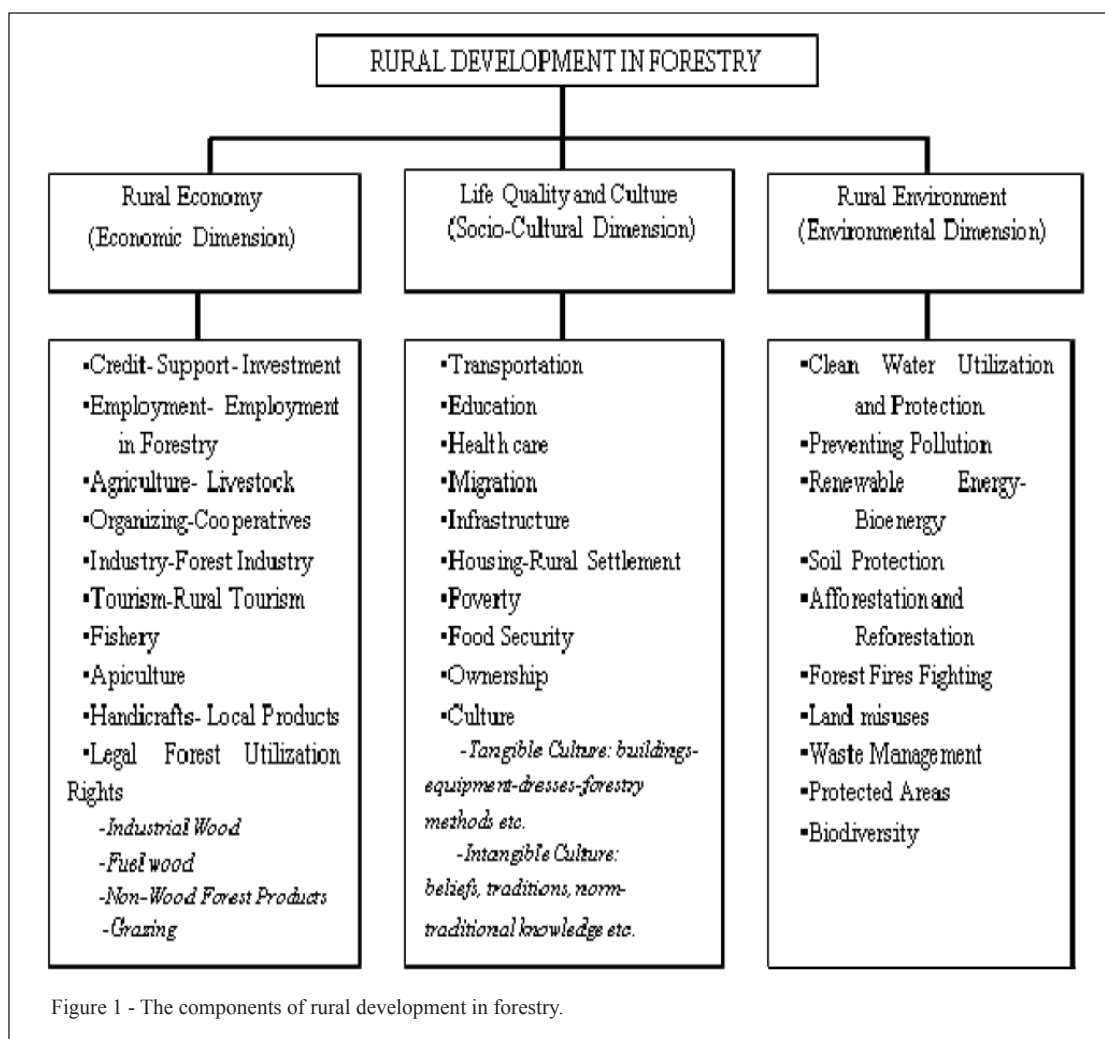 RURAL DEVELOPMENT IN FORESTRY
Rural Economy
(Economic Dimension)
Life Quality and Culture
(Socio-Cultural Dimension)
Rural Environment
(Environmental Dimension)
▪Credit- Support- Investment
▪Employment- Employment
in Forestry
▪Agriculture- Livestock
▪Organizing-Cooperatives
▪Industry-Forest Industry
▪Tourism-Rural Tourism
▪Fishery
▪Apiculture
▪Handicrafts- Local Products
▪Legal Forest Utilization
Rights
-Industrial Wood
-Fuel wood
-Non-Wood Forest Products
-Grazing
▪Transportation
▪Education
▪Health care
▪Migration
▪Infrastructure
▪Housing-Rural Settlement
▪Poverty
▪Food Security
▪Ownership
▪Culture
-Tangible Culture: buildings-
equipment-dresses-forestry
methods etc.
-Intangible Culture:
beliefs, traditions, norm-
traditional knowledge etc.
▪Clean Water Utilization
and Protection
▪Preventing Pollution
▪Renewable Energy-
Bioenergy
▪Soil Protection
▪Afforestation and
Reforestation
▪Forest Fires Fighting
▪Land misuses
▪Waste Management
▪Protected Areas
▪Biodiversity
Figure 1 - The components of rural development in forestry.